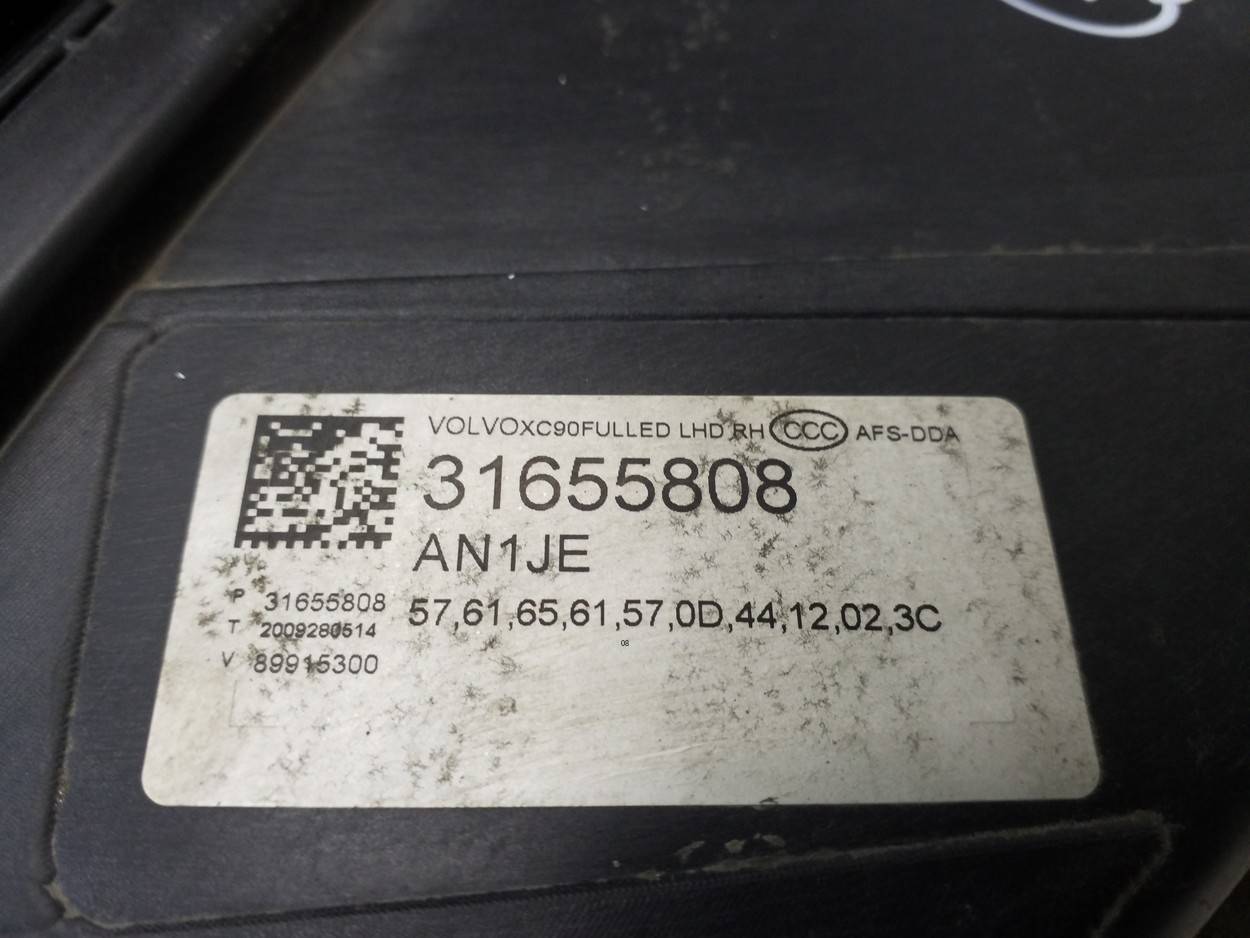 VOLVOXC90FULLED LHD RH CCC AFS-DDA
31655808
AN1JE
P 31655808
57,61,65,61,57,0D,44,12,02,3C
T 2009280514
08
V 89915300